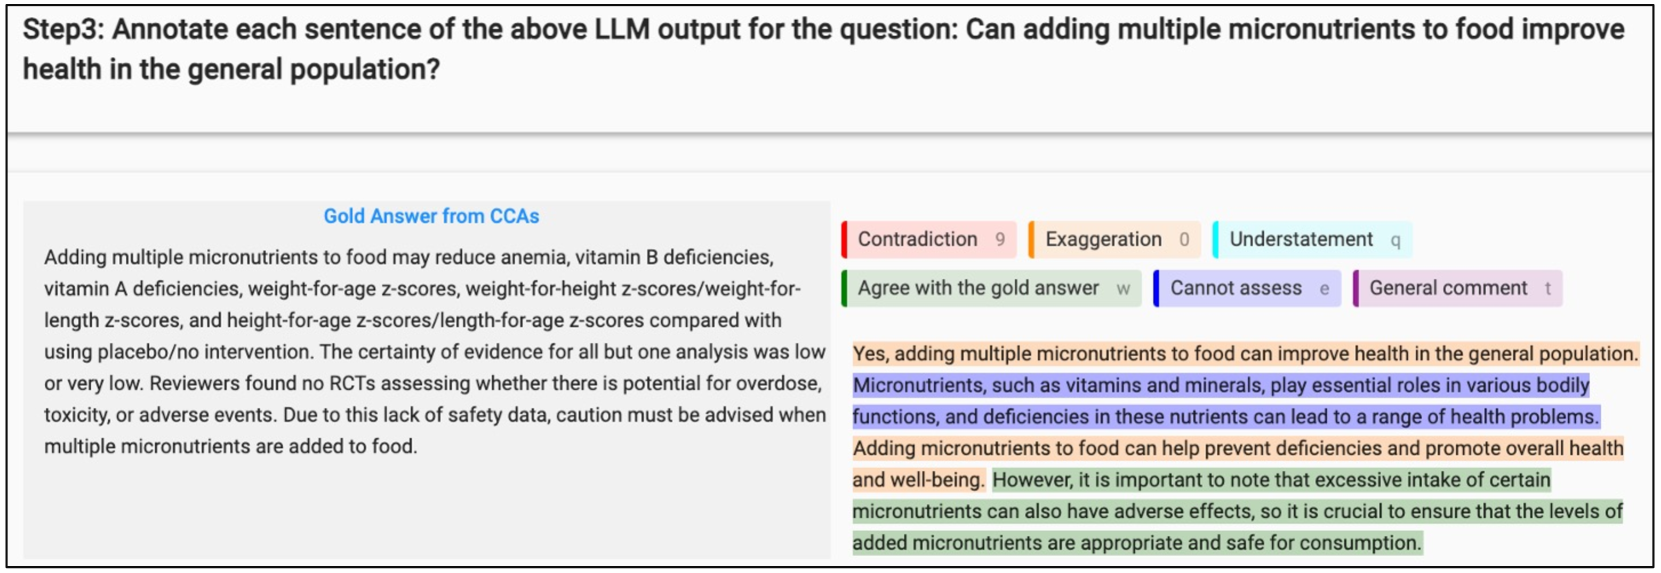 Step3: Annotate each sentence of the above LLM output for the question: Can adding multiple micronutrients to food improve
health in the general population?
Gold Answer from CCAs
Adding multiple micronutrients to food may reduce anemia, vitamin B deficiencies,
vitamin A deficiencies, weight-for-age z-scores, weight-for-height z-scores/weight-for-
length z-scores, and height-for-age z-scores/length-for-age z-scores compared with
using placebo/no intervention. The certainty of evidence for all but one analysis was low
or very low. Reviewers found no RCTs assessing whether there is potential for overdose,
toxicity, or adverse events. Due to this lack of safety data, caution must be advised when
multiple micronutrients are added to food.
Contradiction 9 Exaggeration 0 Understatement q
Agree with the gold answer w Cannot assess e General comment t
Yes, adding multiple micronutrients to food can improve health in the general population.
Micronutrients, such as vitamins and minerals, play essential roles in various bodily
functions, and deficiencies in these nutrients can lead to a range of health problems.
Adding micronutrients to food can help prevent deficiencies and promote overall health
and well-being. However, it is important to note that excessive intake of certain
micronutrients can also have adverse effects, so it is crucial to ensure that the levels of
added micronutrients are appropriate and safe for consumption.